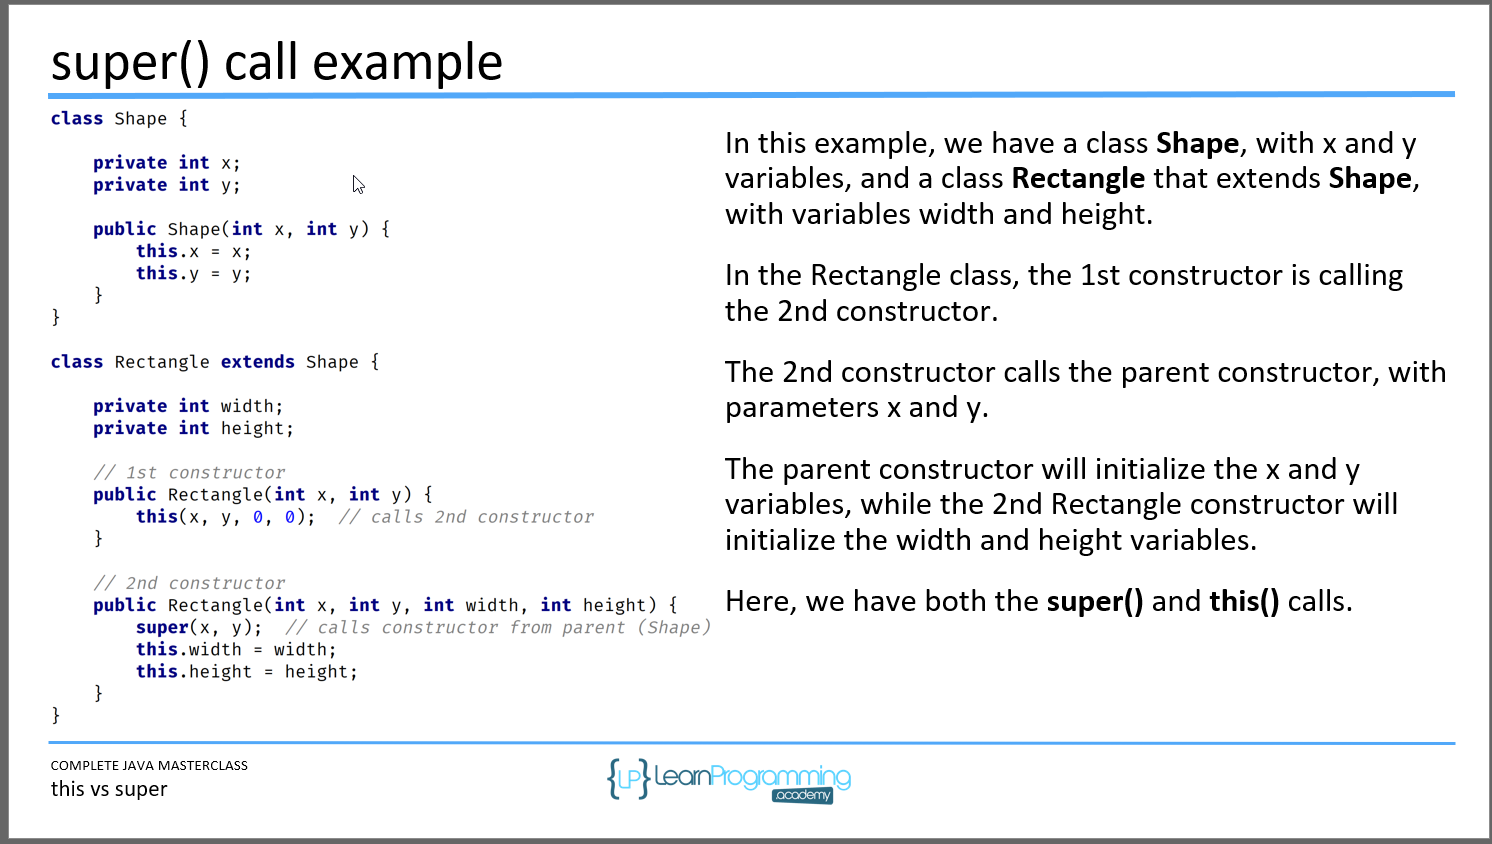 super() call example
class Shape {
private int x;
private int y;
public Shape(int x, int y) {
this.x = x;
this.y = y;
}
}
class Rectangle extends Shape {
private int width;
private int height;
// 1st constructor
public Rectangle(int x, int y) {
this(x, y, 0, 0);  // calls 2nd constructor
}
// 2nd constructor
public Rectangle(int x, int y, int width, int height) {
super(x, y);  // calls constructor from parent (Shape)
this.width = width;
this.height = height;
}
}
In this example, we have a class Shape, with x and y
variables, and a class Rectangle that extends Shape,
with variables width and height.
In the Rectangle class, the 1st constructor is calling
the 2nd constructor.
The 2nd constructor calls the parent constructor, with
parameters x and y.
The parent constructor will initialize the x and y
variables, while the 2nd Rectangle constructor will
initialize the width and height variables.
Here, we have both the super() and this() calls.
COMPLETE JAVA MASTERCLASS
this vs super
{LP} LearnProgramming
.academy